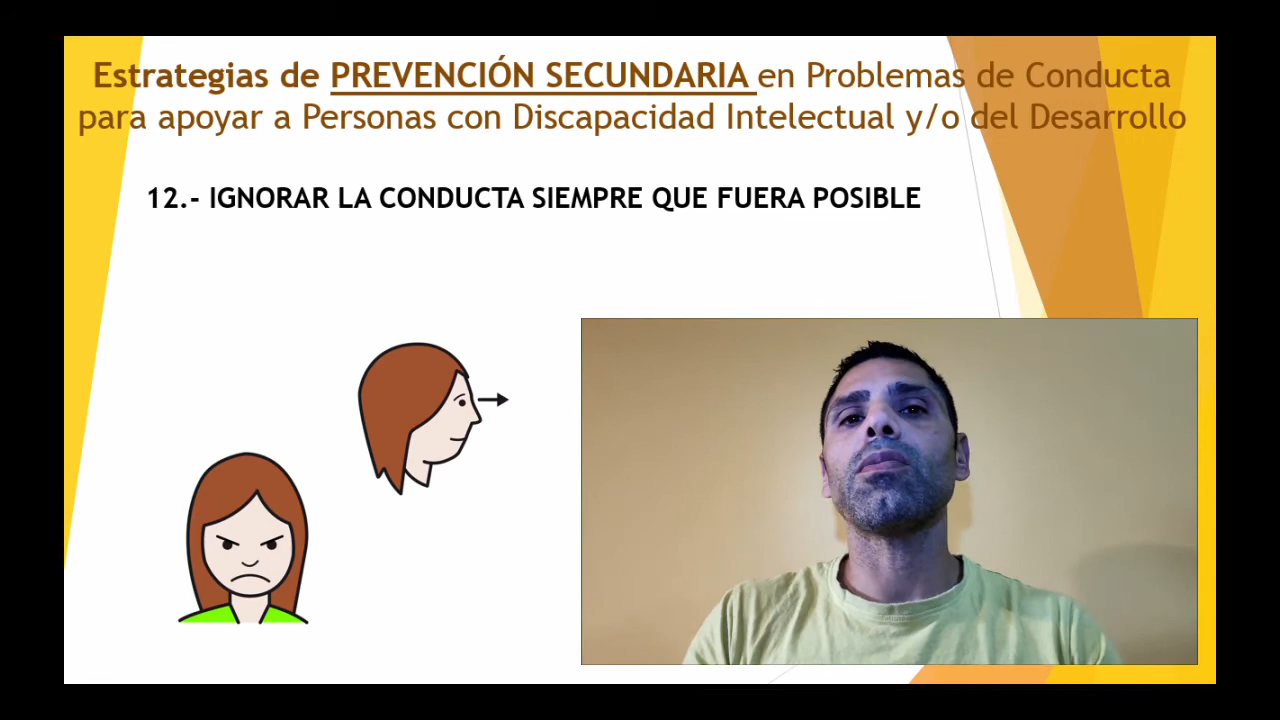 Estrategias de PREVENCIÓN SECUNDARIA en Problemas de Conducta
para apoyar a Personas con Discapacidad Intelectual y/o del Desarrollo
12.- IGNORAR LA CONDUCTA SIEMPRE QUE FUERA POSIBLE